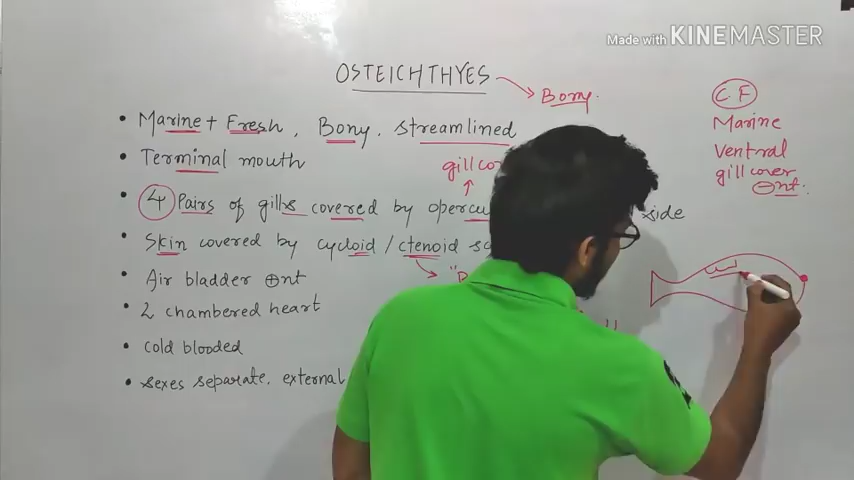 Made with KINEMASTER
OSTEICHTHYES
Bony.
• Marine + Fresh, Bony, streamlined
• Terminal mouth
gill co
• 4 Pairs of gills covered by opercu
side
• Skin covered by cycloid / ctenoid
• Air bladder ⊕nt
• 2 chambered heart
• cold blooded
• sexes separate, external
C.F
Marine
Ventral
gill cover
⊖nt.